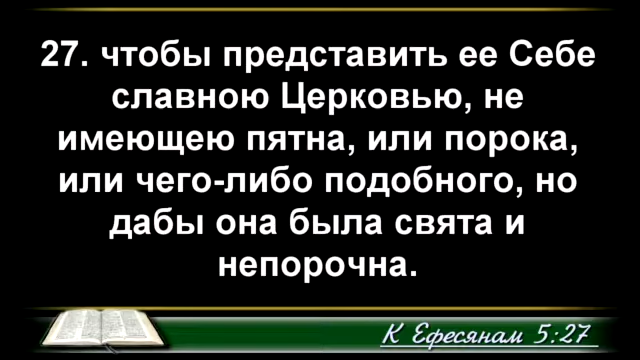 27. чтобы представить ее Себе
славною Церковью, не
имеющею пятна, или порока,
или чего-либо подобного, но
дабы она была свята и
непорочна.
К Ефесянам 5:27